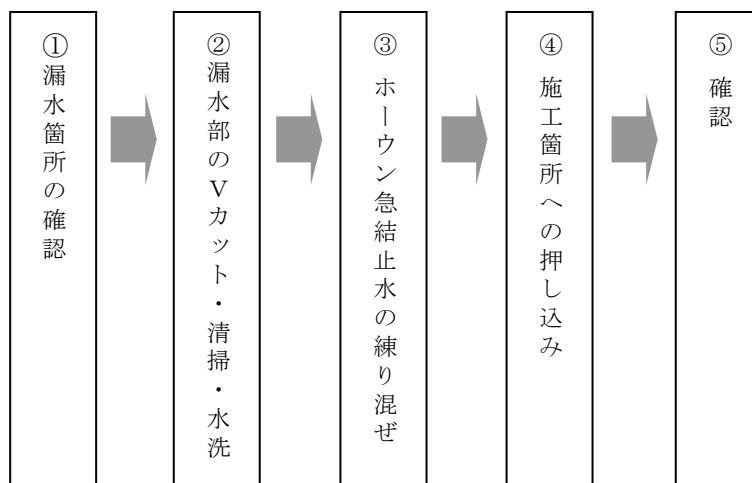 ①漏水箇所の確認
②漏水部のＶカット・清掃・水洗
③ホーウン急結止水の練り混ぜ
④施工箇所への押し込み
⑤確認